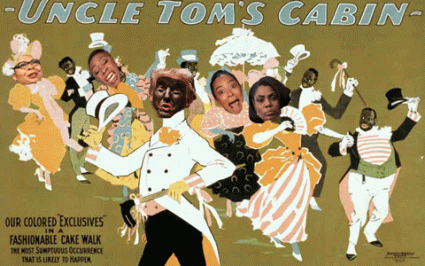 -UNCLE TOM'S CABIN-
OUR COLORED "EXCLUSIVES"
IN A
FASHIONABLE CAKE WALK
THE MOST SUMPTUOUS OCCURRENCE
THAT IS LIKELY TO HAPPEN.